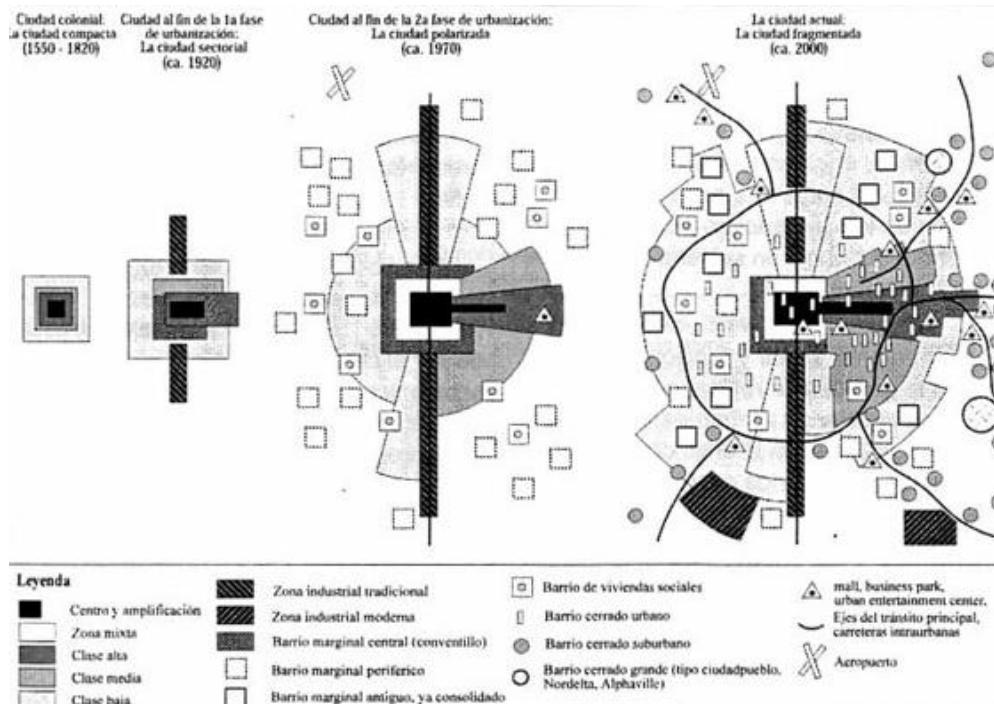 Ciudad colonial:
La ciudad compacta
(1550 - 1820)
Ciudad al fin de la 1a fase
de urbanización:
La ciudad sectorial
(ca. 1920)
Ciudad al fin de la 2a fase de urbanización:
La ciudad polarizada
(ca. 1970)
La ciudad actual:
La ciudad fragmentada
(ca. 2000)
Leyenda
Centro y amplificación
Zona mixta
Clase alta
Clase media
Clase baja
Zona industrial tradicional
Zona industrial moderna
Barrio marginal central (conventillo)
Barrio marginal periférico
Barrio marginal antiguo, ya consolidado
Barrio de viviendas sociales
Barrio cerrado urbano
Barrio cerrado suburbano
Barrio cerrado grande (tipo ciudadpueblo,
Nordelta, Alphaville)
mall, business park,
urban entertainment center,
Ejes del tránsito principal,
carreteras intraurbanas
Aeropuerto